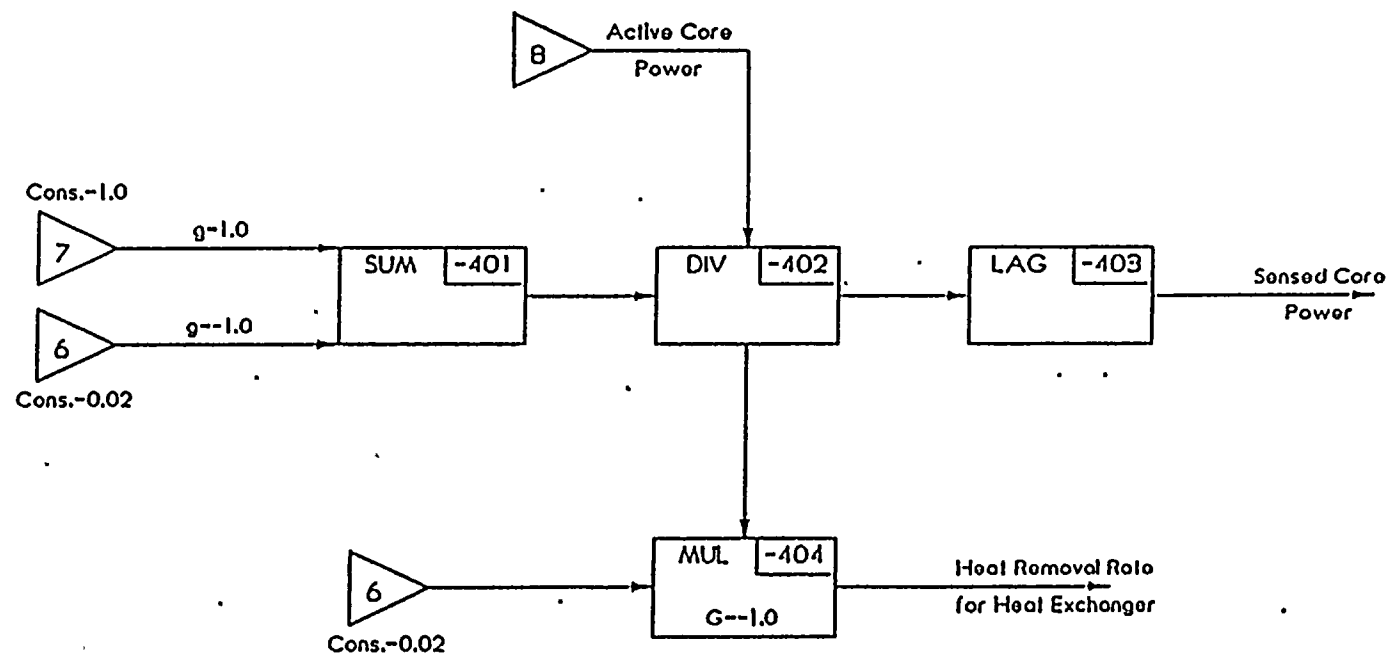 8
Active Core
Power
Cons.-1.0
7
g-1.0
SUM
-401
DIV
-402
LAG
-403
Sensed Core
Power
6
g--1.0
Cons.-0.02
6
Cons.-0.02
MUL
-404
G--1.0
Heat Removal Rate
for Heat Exchanger